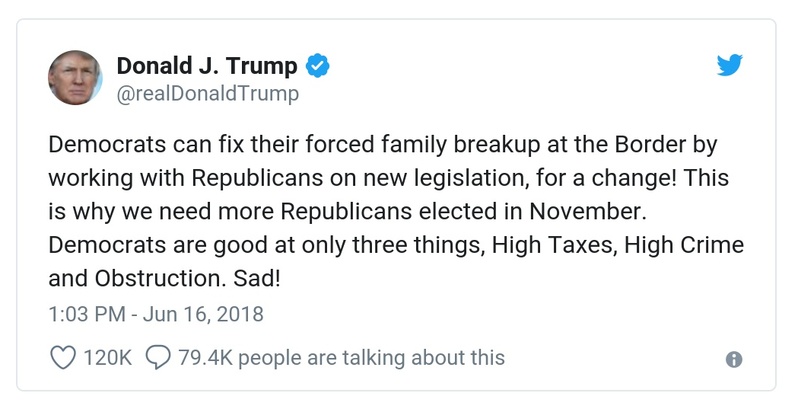 Donald J. Trump
@realDonaldTrump
Democrats can fix their forced family breakup at the Border by
working with Republicans on new legislation, for a change! This
is why we need more Republicans elected in November.
Democrats are good at only three things, High Taxes, High Crime
and Obstruction. Sad!
1:03 PM - Jun 16, 2018
120K 79.4K people are talking about this